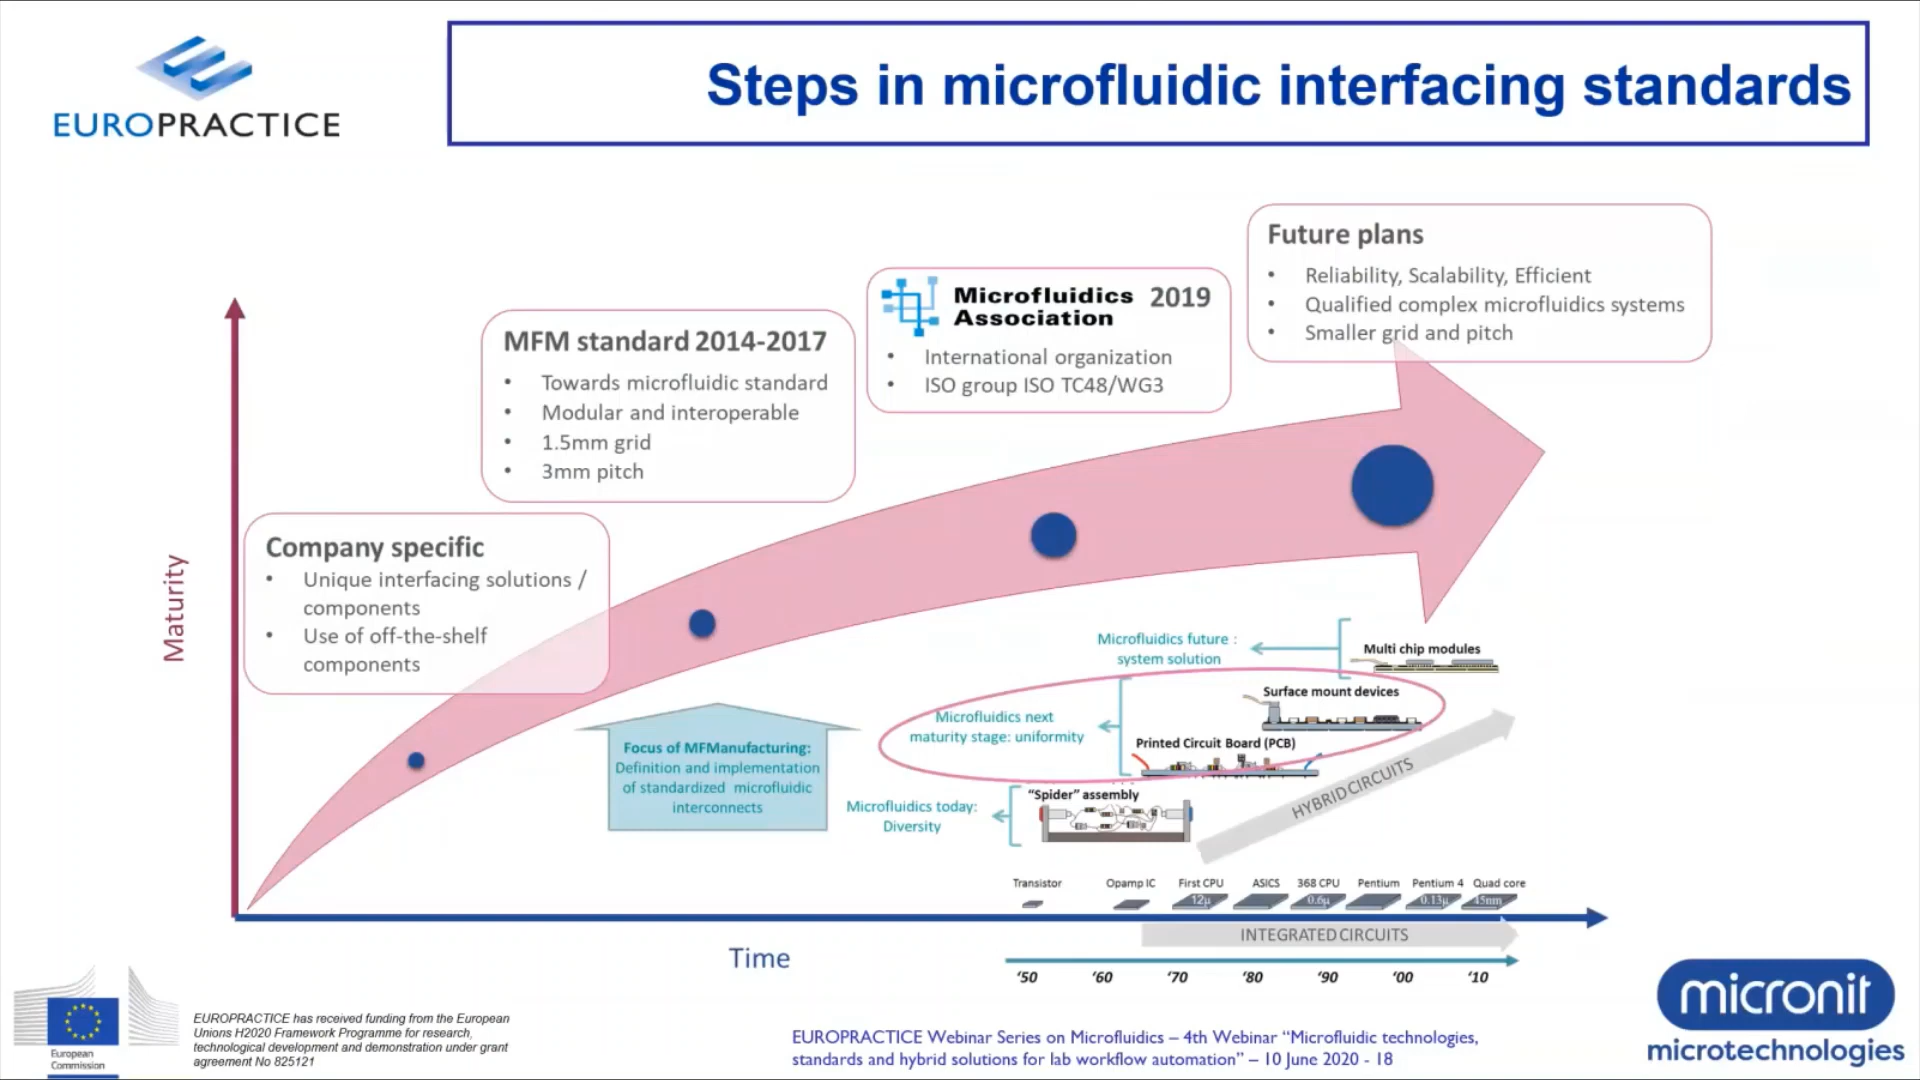 EUROPRACTICE
Steps in microfluidic interfacing standards
Future plans
• Reliability, Scalability, Efficient
• Qualified complex microfluidics systems
• Smaller grid and pitch
Microfluidics
Association
2019
• International organization
• ISO group ISO TC48/WG3
MFM standard 2014-2017
• Towards microfluidic standard
• Modular and interoperable
• 1.5mm grid
• 3mm pitch
Company specific
• Unique interfacing solutions /
components
• Use of off-the-shelf
components
Maturity
Focus of MFManufacturing:
Definition and implementation
of standardized microfluidic
interconnects
Microfluidics future :
system solution
Multi chip modules
Surface mount devices
Microfluidics next
maturity stage: uniformity
Printed Circuit Board (PCB)
"Spider" assembly
Microfluidics today:
Diversity
HYBRID CIRCUITS
Transistor Opamp IC First CPU ASICS 368 CPU Pentium Pentium 4 Quad core
12µ 0.6µ 0.13µ 45nm
INTEGRATED CIRCUITS
Time
'50 '60 '70 '80 '90 '00 '10
European
Commission
EUROPRACTICE has received funding from the European
Unions H2020 Framework Programme for research,
technological development and demonstration under grant
agreement No 825121
EUROPRACTICE Webinar Series on Microfluidics – 4th Webinar "Microfluidic technologies,
standards and hybrid solutions for lab workflow automation" – 10 June 2020 - 18
micronit
microtechnologies